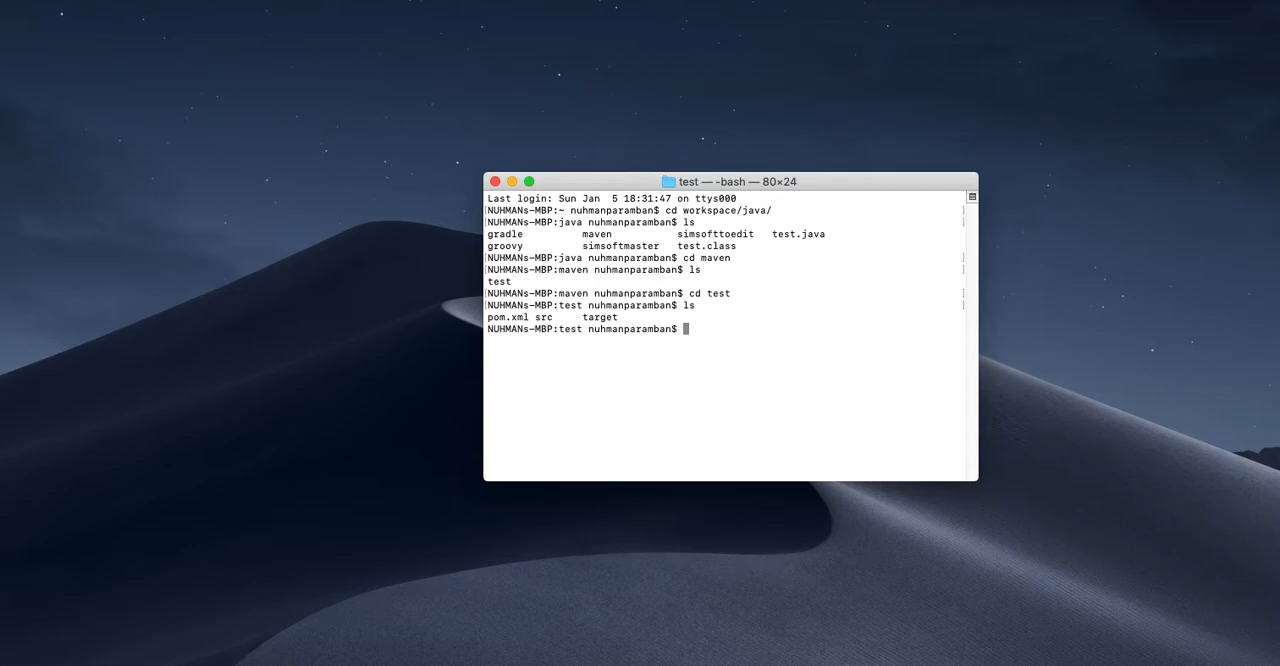 test — -bash — 80×24
Last login: Sun Jan  5 18:31:47 on ttys000
[NUHMANs-MBP:~ nuhmanparamban$ cd workspace/java/ ]
[NUHMANs-MBP:java nuhmanparamban$ ls ]
gradle          maven           simsofttoedit   test.java
groovy          simsoftmaster   test.class
[NUHMANs-MBP:java nuhmanparamban$ cd maven ]
[NUHMANs-MBP:maven nuhmanparamban$ ls ]
test
[NUHMANs-MBP:maven nuhmanparamban$ cd test ]
[NUHMANs-MBP:test nuhmanparamban$ ls ]
pom.xml src     target
NUHMANs-MBP:test nuhmanparamban$